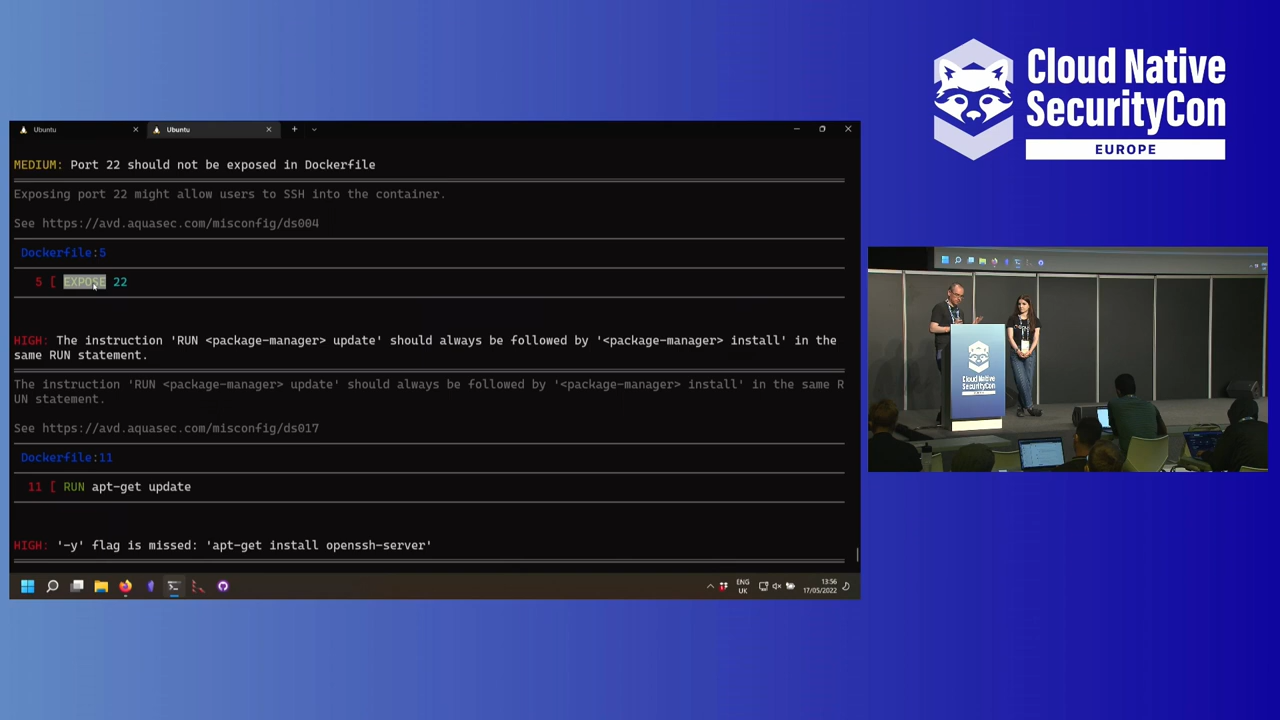 Cloud Native
SecurityCon
EUROPE
Ubuntu
Ubuntu
MEDIUM: Port 22 should not be exposed in Dockerfile
Exposing port 22 might allow users to SSH into the container.
See https://avd.aquasec.com/misconfig/ds004
Dockerfile:5
5 [ EXPOSE 22
HIGH: The instruction 'RUN <package-manager> update' should always be followed by '<package-manager> install' in the
same RUN statement.
The instruction 'RUN <package-manager> update' should always be followed by '<package-manager> install' in the same R
UN statement.
See https://avd.aquasec.com/misconfig/ds017
Dockerfile:11
11 [ RUN apt-get update
HIGH: '-y' flag is missed: 'apt-get install openssh-server'
ENG
UK
13:56
17/05/2022
Cloud Native
SecurityCon